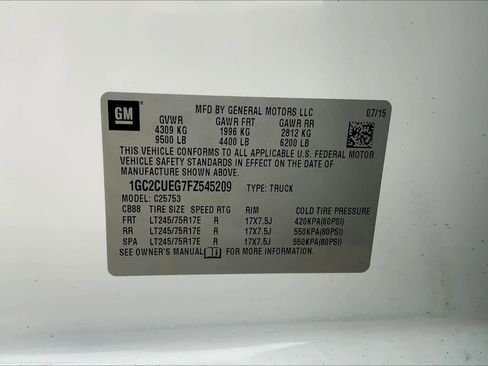 GM
MFD BY GENERAL MOTORS LLC
07/15
GVWR GAWR FRT GAWR RR
4309 KG 1996 KG 2812 KG
9500 LB 4400 LB 6200 LB
THIS VEHICLE CONFORMS TO ALL APPLICABLE U.S. FEDERAL MOTOR
VEHICLE SAFETY STANDARDS IN EFFECT ON THE DATE OF
MANUFACTURE SHOWN ABOVE.
1GC2CUEG7FZ545209 TYPE: TRUCK
MODEL: C25753
CB88 TIRE SIZE SPEED RTG RIM COLD TIRE PRESSURE
FRT LT245/75R17E R 17X7.5J 420KPA(60PSI)
RR LT245/75R17E R 17X7.5J 550KPA(80PSI)
SPA LT245/75R17E R 17X7.5J 550KPA(80PSI)
SEE OWNER'S MANUAL FOR MORE INFORMATION.